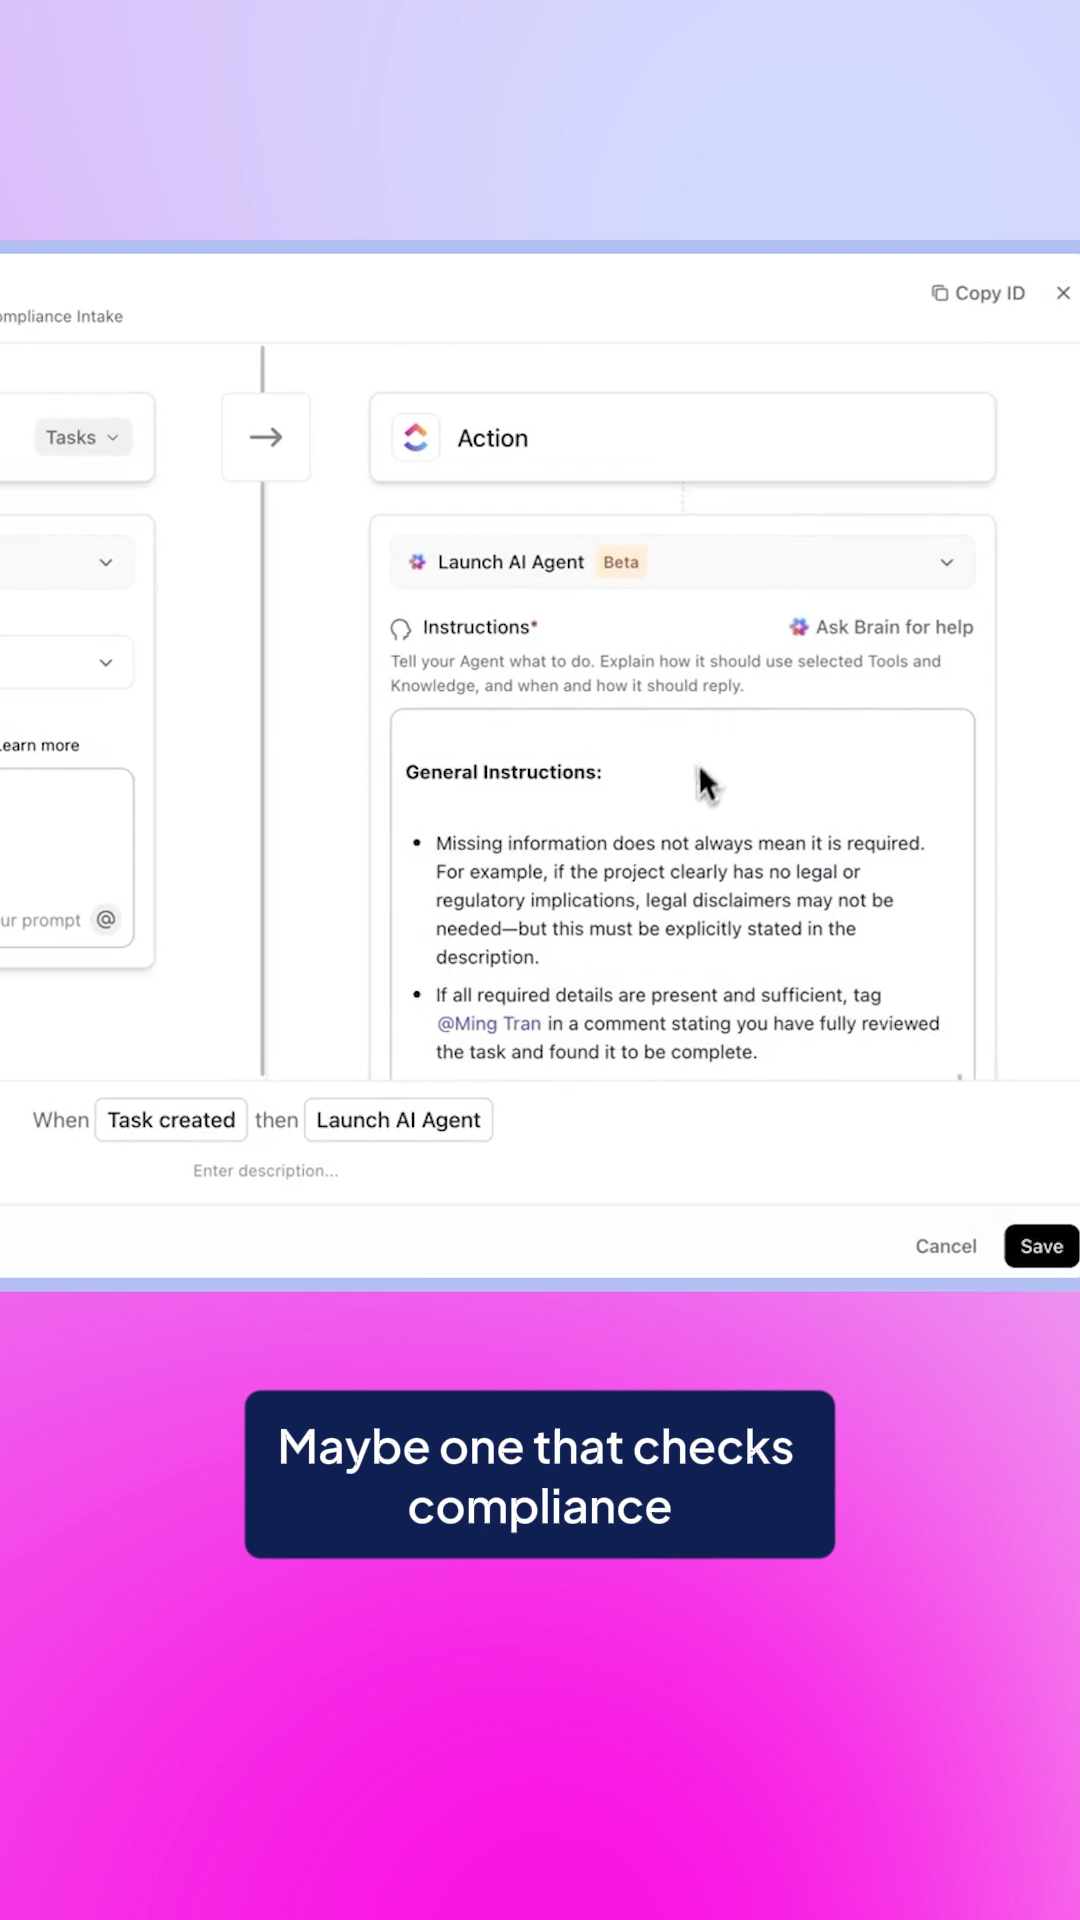 Copy ID
ompliance Intake
Tasks
Action
Launch AI Agent Beta
Instructions*
Ask Brain for help
Tell your Agent what to do. Explain how it should use selected Tools and
Knowledge, and when and how it should reply.
Learn more
ur prompt @
General Instructions:
• Missing information does not always mean it is required.
For example, if the project clearly has no legal or
regulatory implications, legal disclaimers may not be
needed—but this must be explicitly stated in the
description.
• If all required details are present and sufficient, tag
@Ming Tran in a comment stating you have fully reviewed
the task and found it to be complete.
When Task created then Launch AI Agent
Enter description...
Cancel
Save
Maybe one that checks
compliance